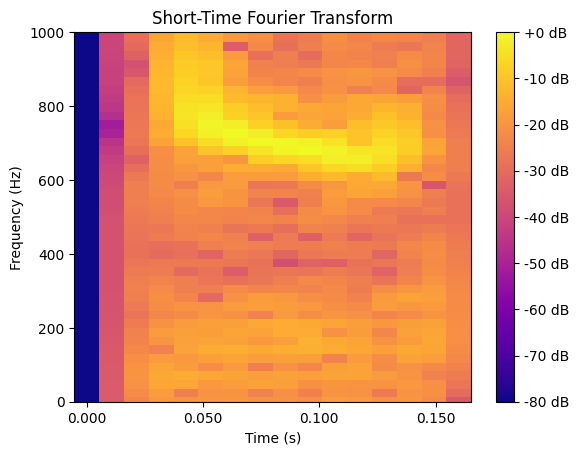 Short-Time Fourier Transform
1000
800
600
400
200
0
Frequency (Hz)
0.000
0.050
0.100
0.150
Time (s)
+0 dB
-10 dB
-20 dB
-30 dB
-40 dB
-50 dB
-60 dB
-70 dB
-80 dB